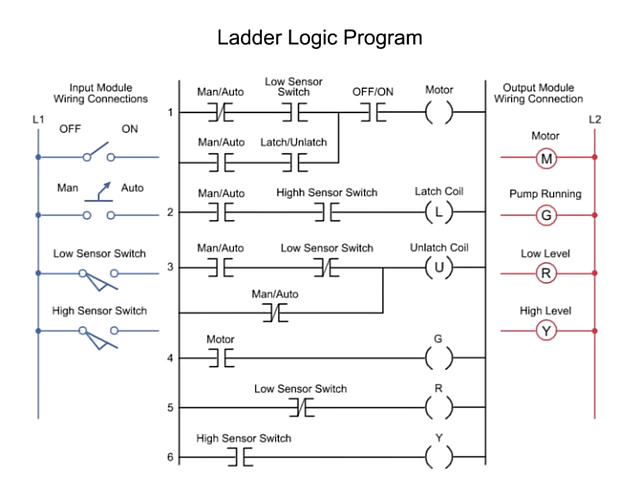 Ladder Logic Program
Input Module
Wiring Connections
L1
OFF ON
Man Auto
Low Sensor Switch
High Sensor Switch
1
Man/Auto
Low Sensor
Switch
OFF/ON
Motor
Man/Auto
Latch/Unlatch
2
Man/Auto
Highh Sensor Switch
Latch Coil
L
3
Man/Auto
Low Sensor Switch
Unlatch Coil
U
Man/Auto
4
Motor
G
5
Low Sensor Switch
R
6
High Sensor Switch
Y
Output Module
Wiring Connection
L2
Motor
M
Pump Running
G
Low Level
R
High Level
Y